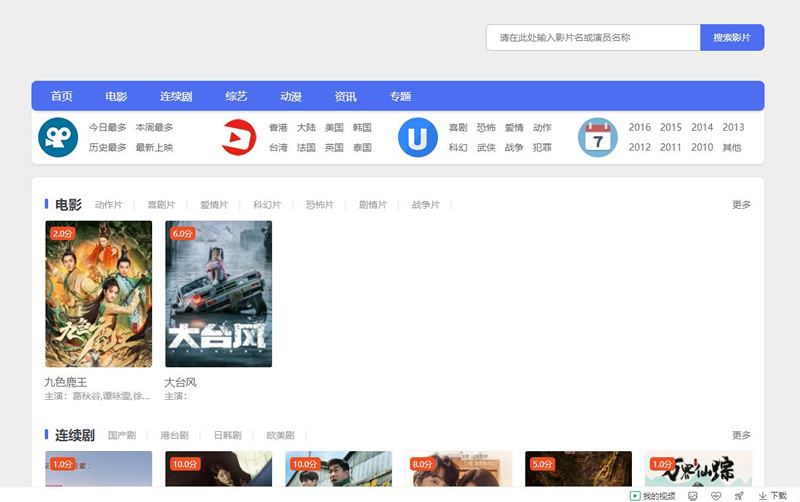 请在此处输入影片名或演员名称 搜索影片
首页 电影 连续剧 综艺 动漫 资讯 专题
今日最多 本周最多 香港 大陆 美国 韩国 喜剧 恐怖 爱情 动作 2016 2015 2014 2013
历史最多 最新上映 台湾 法国 英国 泰国 科幻 武侠 战争 犯罪 2012 2011 2010 其他
U
7
电影 动作片 喜剧片 爱情片 科幻片 恐怖片 剧情片 战争片 更多
2.0分 6.0分
九色鹿王 大台风
九色鹿王 大台风
主演：葛秋谷,谭咏雯,徐... 主演：
连续剧 国产剧 港台剧 日韩剧 欧美剧 更多
1.0分 10.0分 10.0分 8.0分 5.0分 1.0分
万界仙踪
我的视频 下载